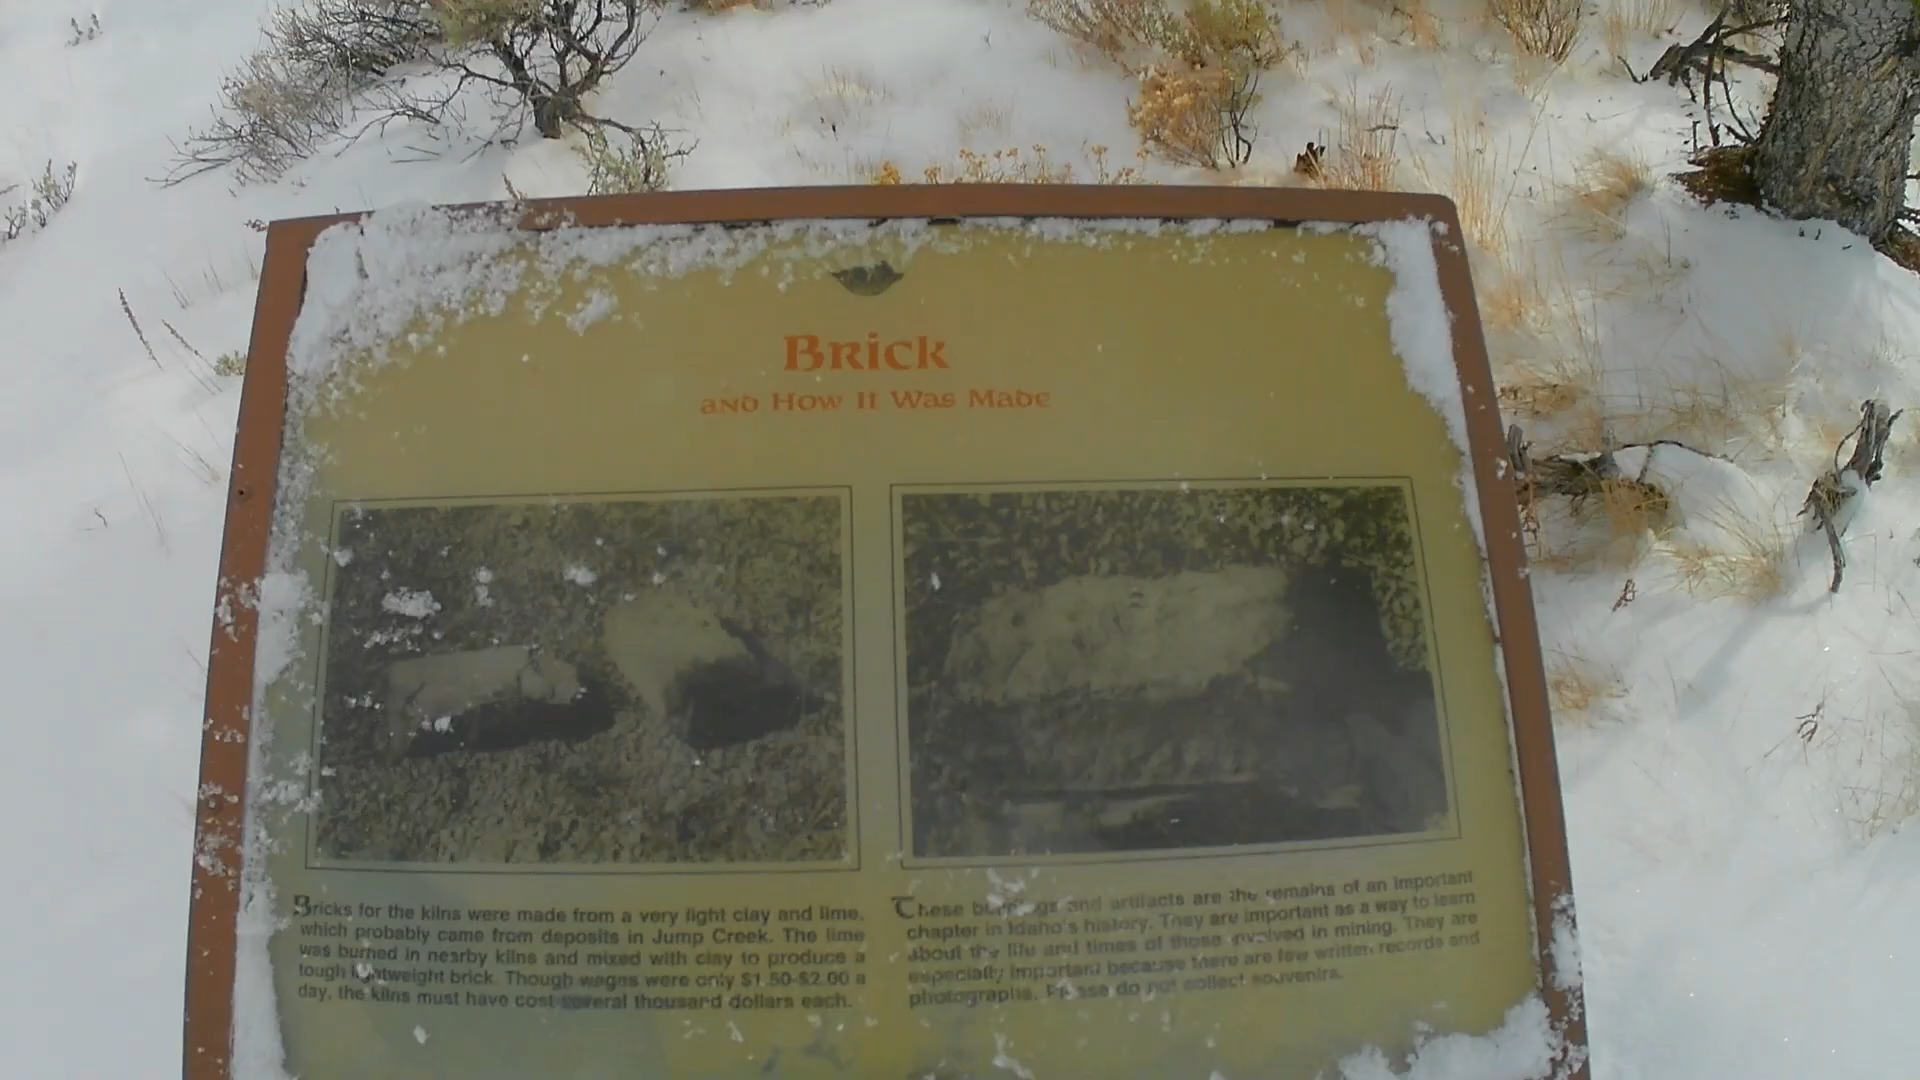 Brick
and How It Was Made
Bricks for the kilns were made from a very light clay and lime,
which probably came from deposits in Jump Creek. The lime
was burned in nearby kilns and mixed with clay to produce a
tough lightweight brick. Though wages were only $1.50-$2.00 a
day, the kilns must have cost several thousand dollars each.
These buildings and artifacts are the remains of an important
chapter in Idaho's history. They are important as a way to learn
about the life and times of those involved in mining. They are
especially important because there are few written records and
photographs. Please do not collect souvenirs.